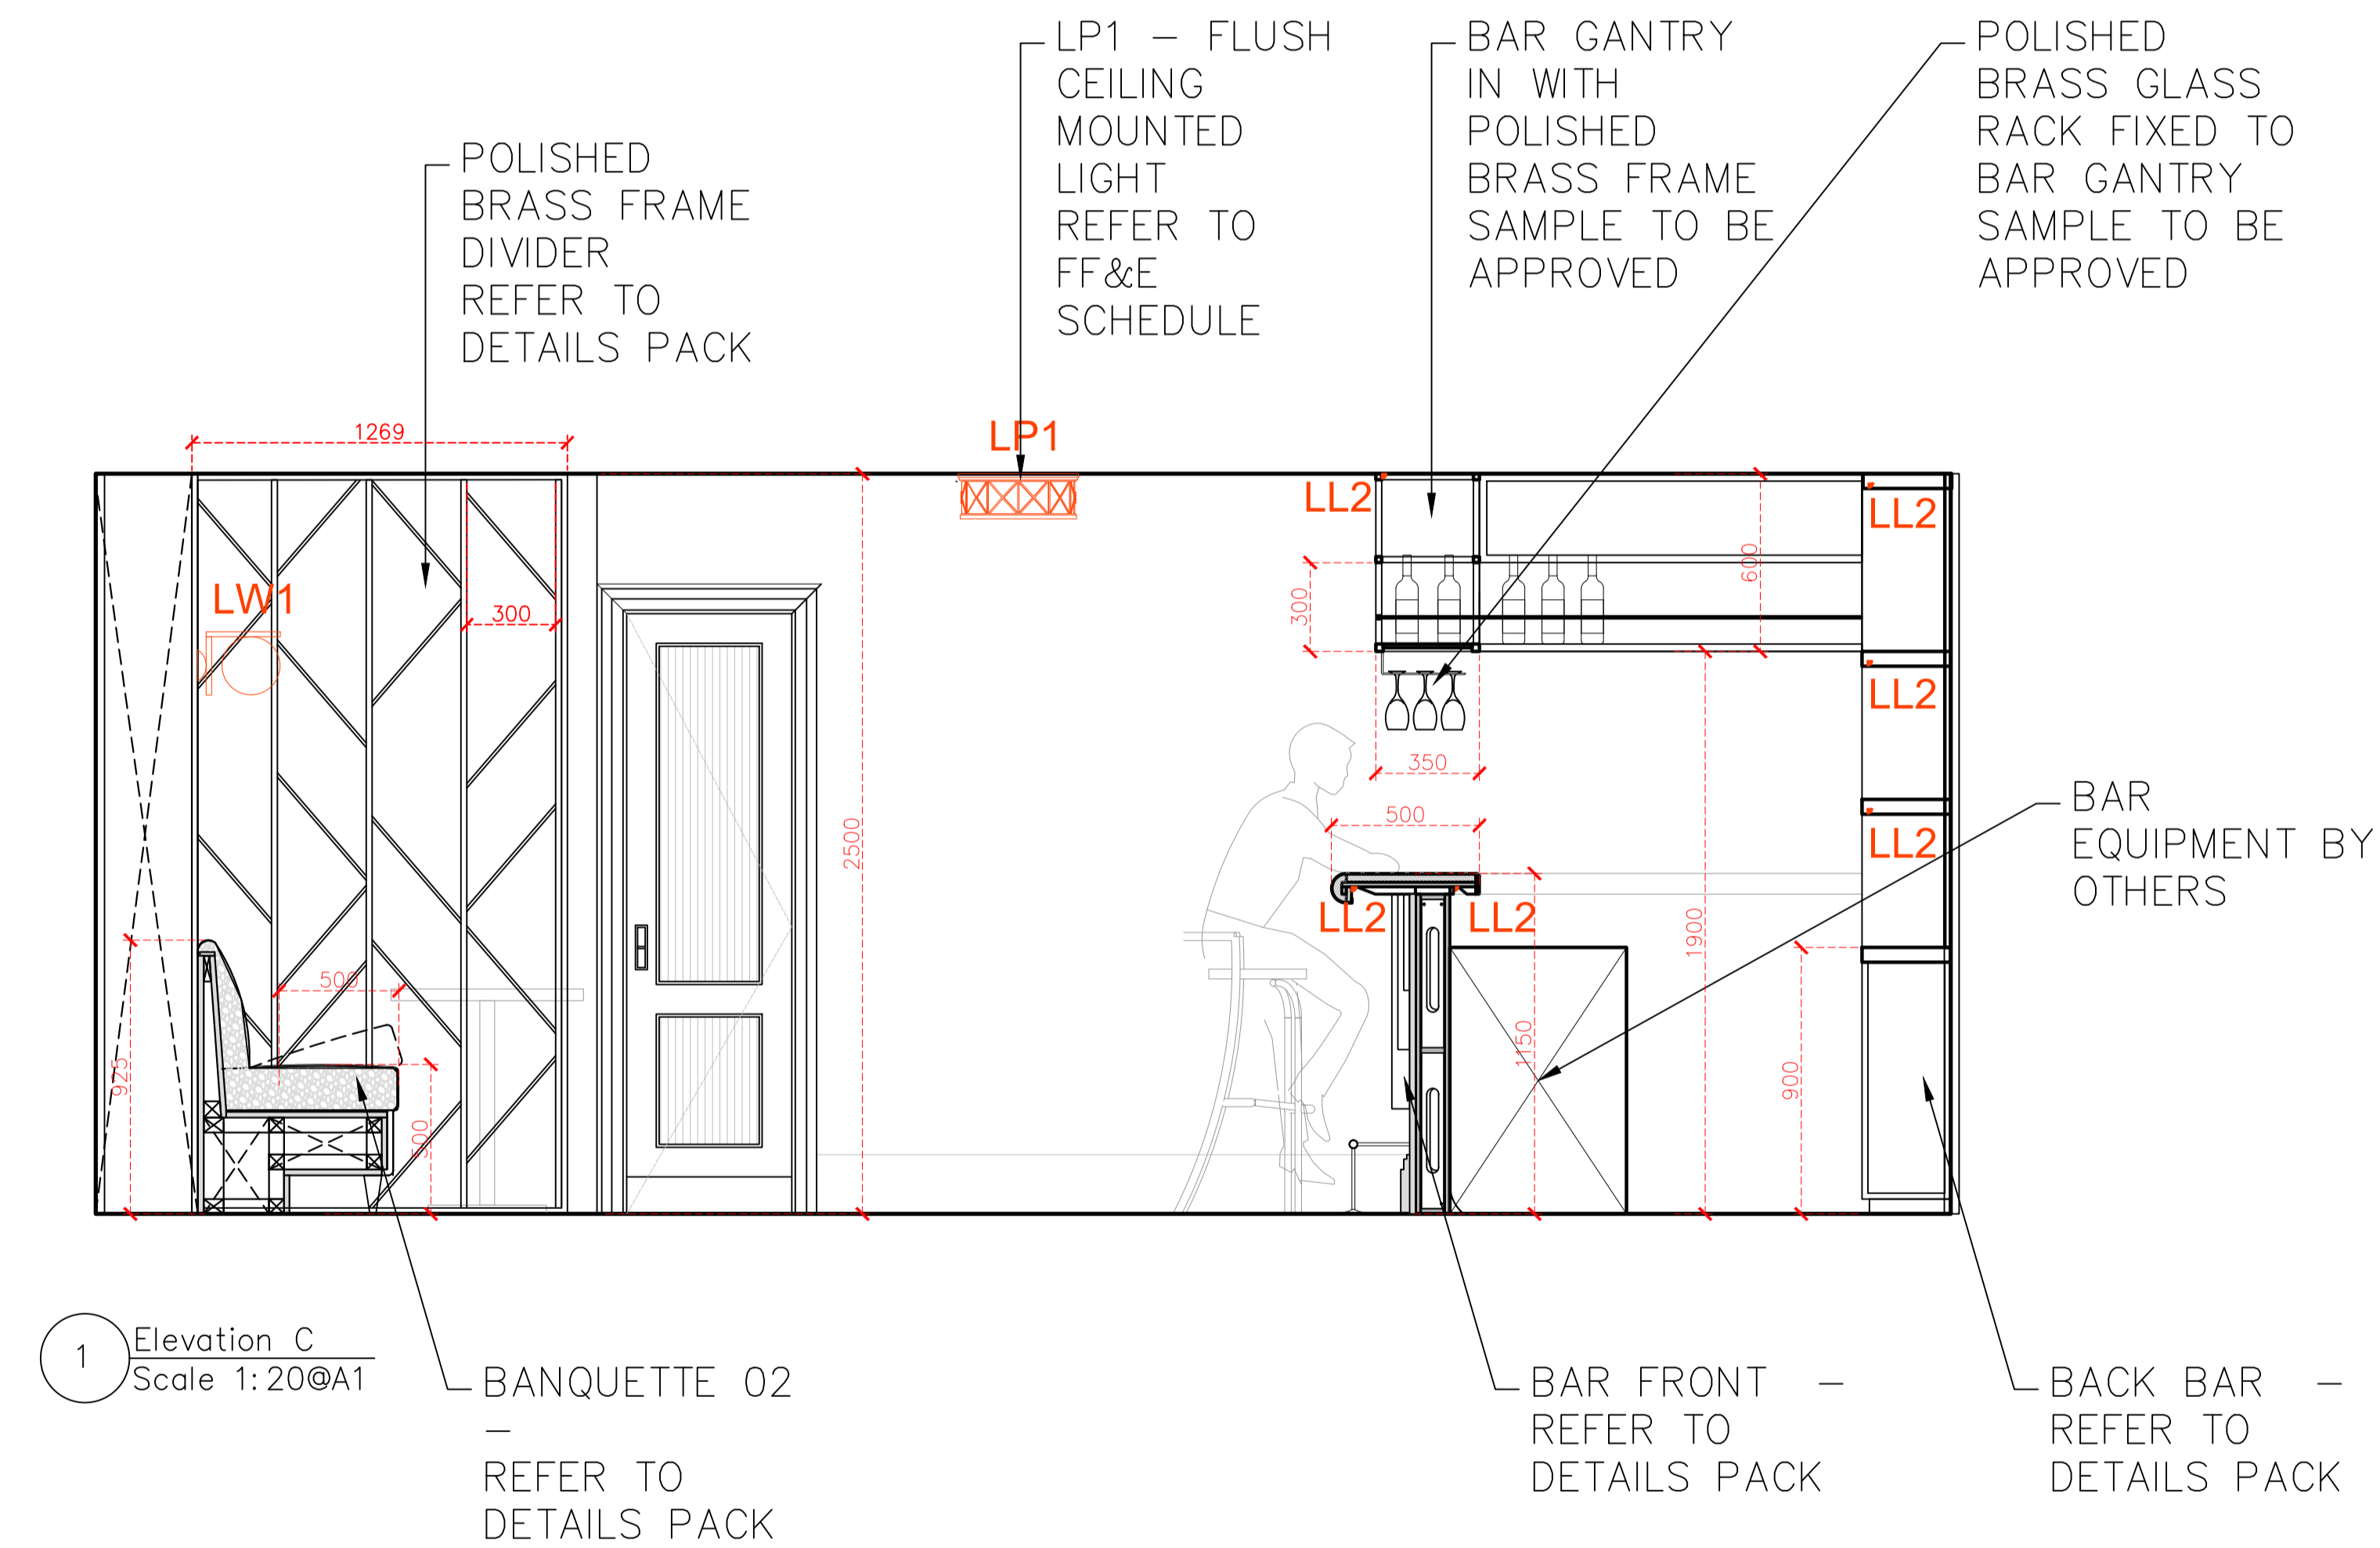 LP1 – FLUSH
CEILING
MOUNTED
LIGHT
REFER TO
FF&E
SCHEDULE
BAR GANTRY
IN WITH
POLISHED
BRASS FRAME
SAMPLE TO BE
APPROVED
POLISHED
BRASS GLASS
RACK FIXED TO
BAR GANTRY
SAMPLE TO BE
APPROVED
POLISHED
BRASS FRAME
DIVIDER
REFER TO
DETAILS PACK
1269
LP1
LL2
LL2
600
300
LW1
300
LL2
350
500
BAR
EQUIPMENT BY
OTHERS
2500
LL2
LL2
LL2
1900
500
925
1150
900
500
1
Elevation C
Scale 1:20@A1
BANQUETTE 02
–
REFER TO
DETAILS PACK
BAR FRONT –
REFER TO
DETAILS PACK
BACK BAR –
REFER TO
DETAILS PACK